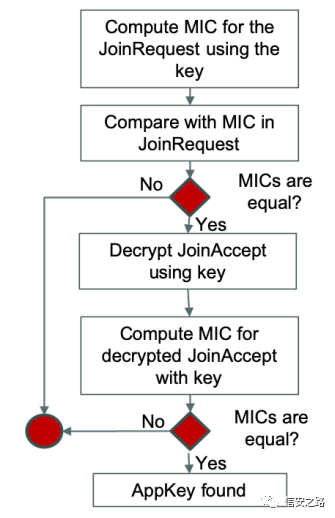 Compute MIC for the
JoinRequest using the
key
Compare with MIC in
JoinRequest
No
MICs are
equal?
Yes
Decrypt JoinAccept
using key
Compute MIC for
decrypted JoinAccept
with key
No
MICs are
equal?
Yes
AppKey found
信安之路